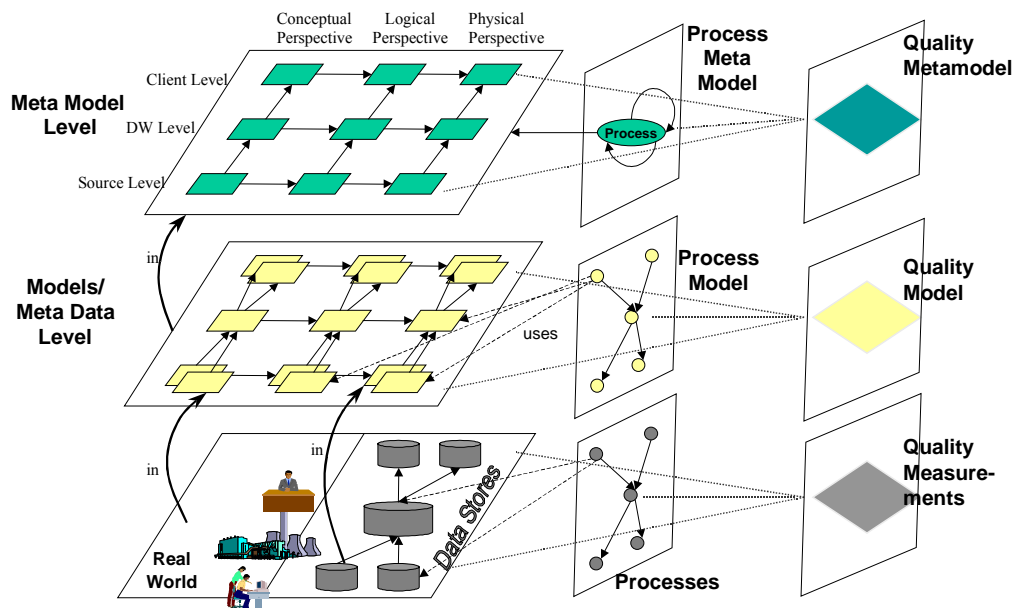 Conceptual
Perspective
Logical
Perspective
Physical
Perspective
Process
Meta
Model
Quality
Metamodel
Client Level
Meta Model
Level
DW Level
Process
Source Level
in
Models/
Meta Data
Level
Process
Model
Quality
Model
uses
in
in
Data Stores
Quality
Measure-
ments
Real
World
Processes